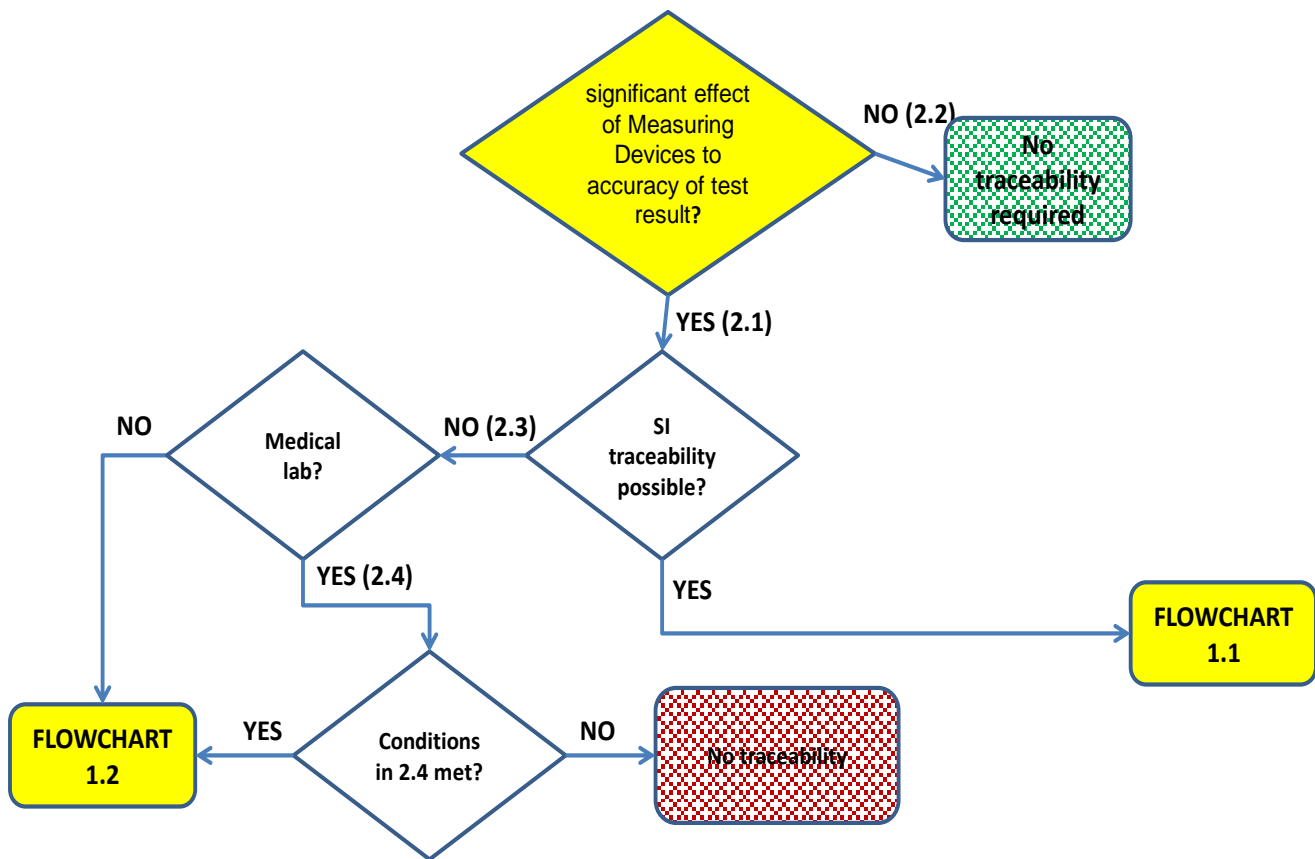 significant effect
of Measuring
Devices to
accuracy of test
result?
NO (2.2)
No
traceability
required
YES (2.1)
SI
traceability
possible?
NO (2.3)
Medical
lab?
NO
YES (2.4)
YES
FLOWCHART
1.1
Conditions
in 2.4 met?
YES
FLOWCHART
1.2
NO
No traceability